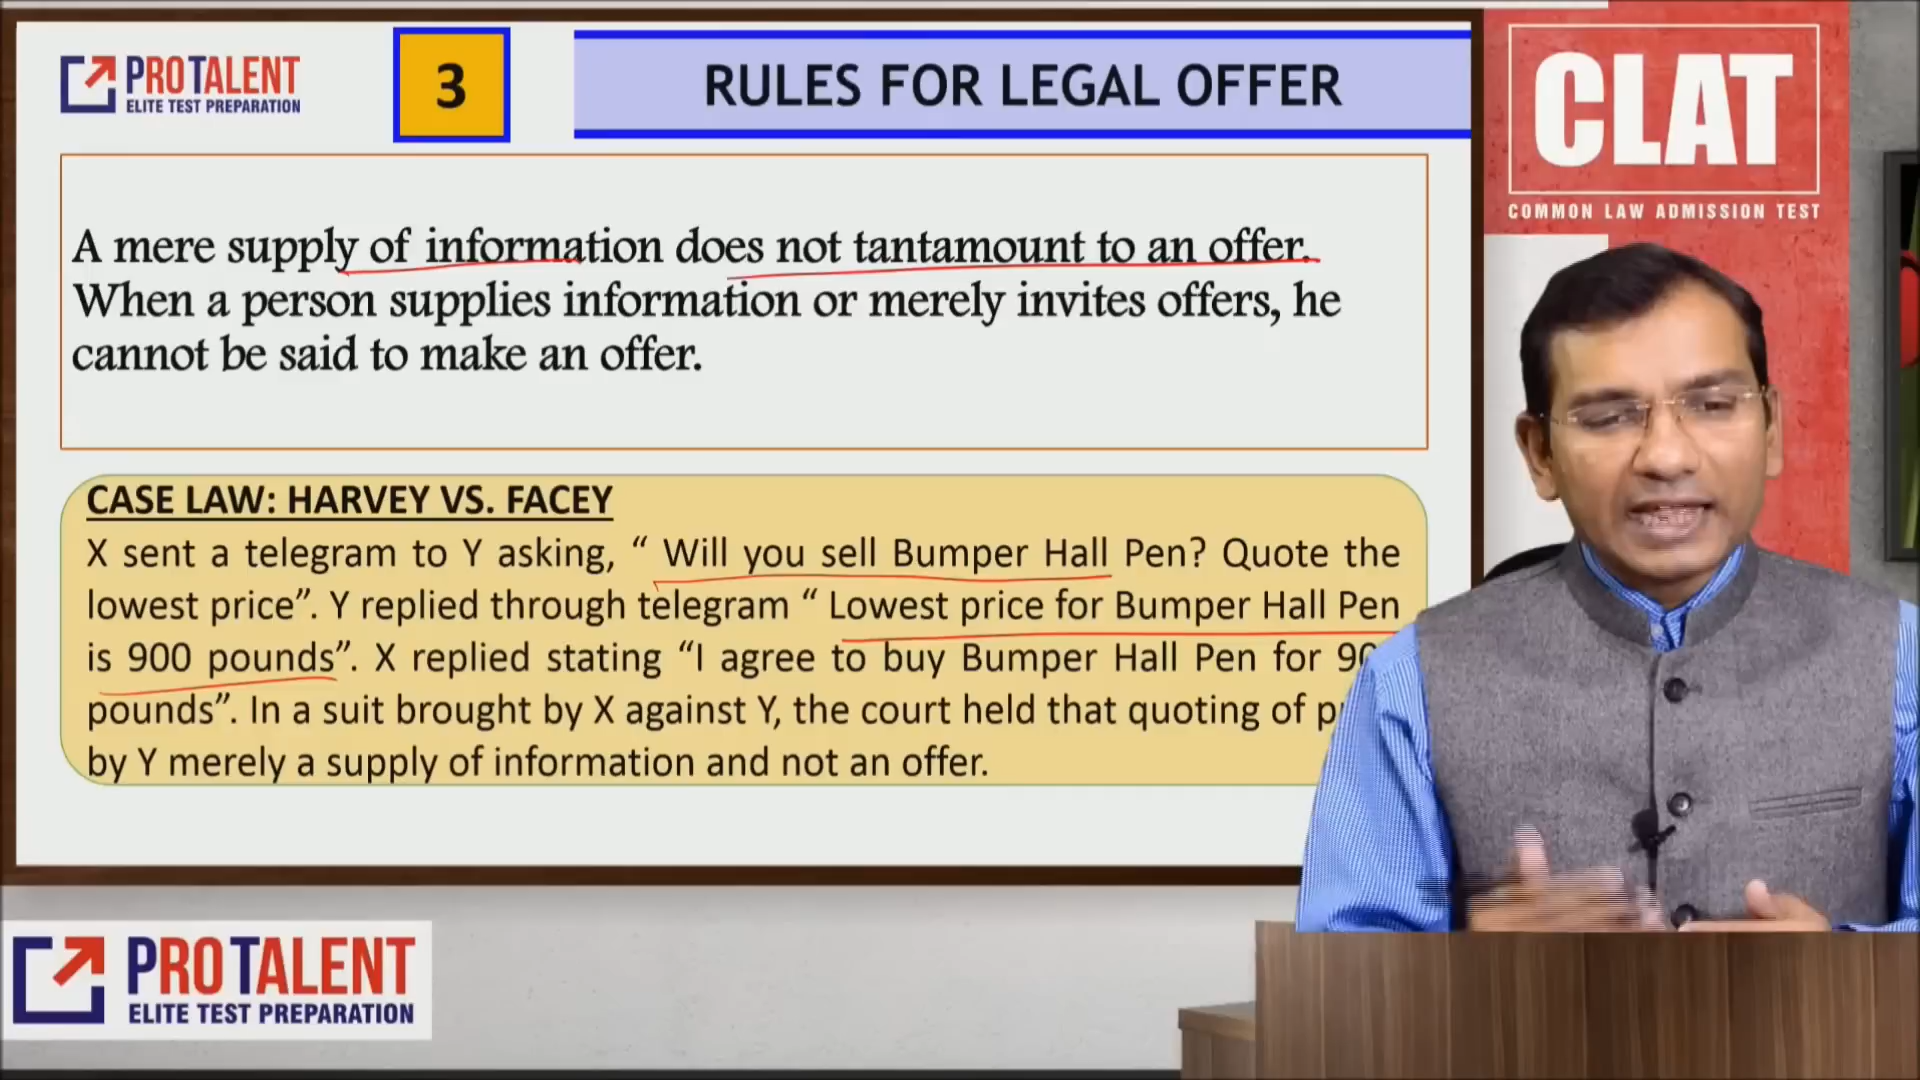 PROTALENT
ELITE TEST PREPARATION
3
RULES FOR LEGAL OFFER
CLAT
COMMON LAW ADMISSION TEST
A mere supply of information does not tantamount to an offer.
When a person supplies information or merely invites offers, he
cannot be said to make an offer.
CASE LAW: HARVEY VS. FACEY
X sent a telegram to Y asking, “ Will you sell Bumper Hall Pen? Quote the
lowest price”. Y replied through telegram “ Lowest price for Bumper Hall Pen
is 900 pounds”. X replied stating “I agree to buy Bumper Hall Pen for
pounds”. In a suit brought by X against Y, the court held that quoting of
by Y merely a supply of information and not an offer.
PROTALENT
ELITE TEST PREPARATION